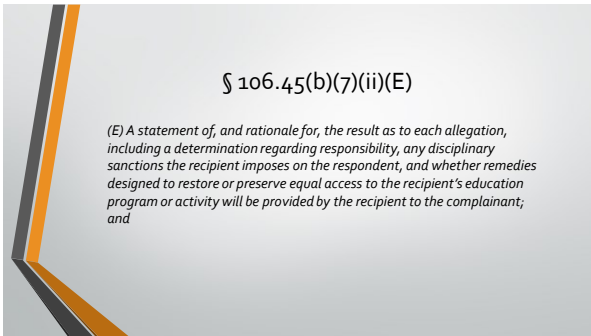 § 106.45(b)(7)(ii)(E)
(E) A statement of, and rationale for, the result as to each allegation,
including a determination regarding responsibility, any disciplinary
sanctions the recipient imposes on the respondent, and whether remedies
designed to restore or preserve equal access to the recipient's education
program or activity will be provided by the recipient to the complainant;
and